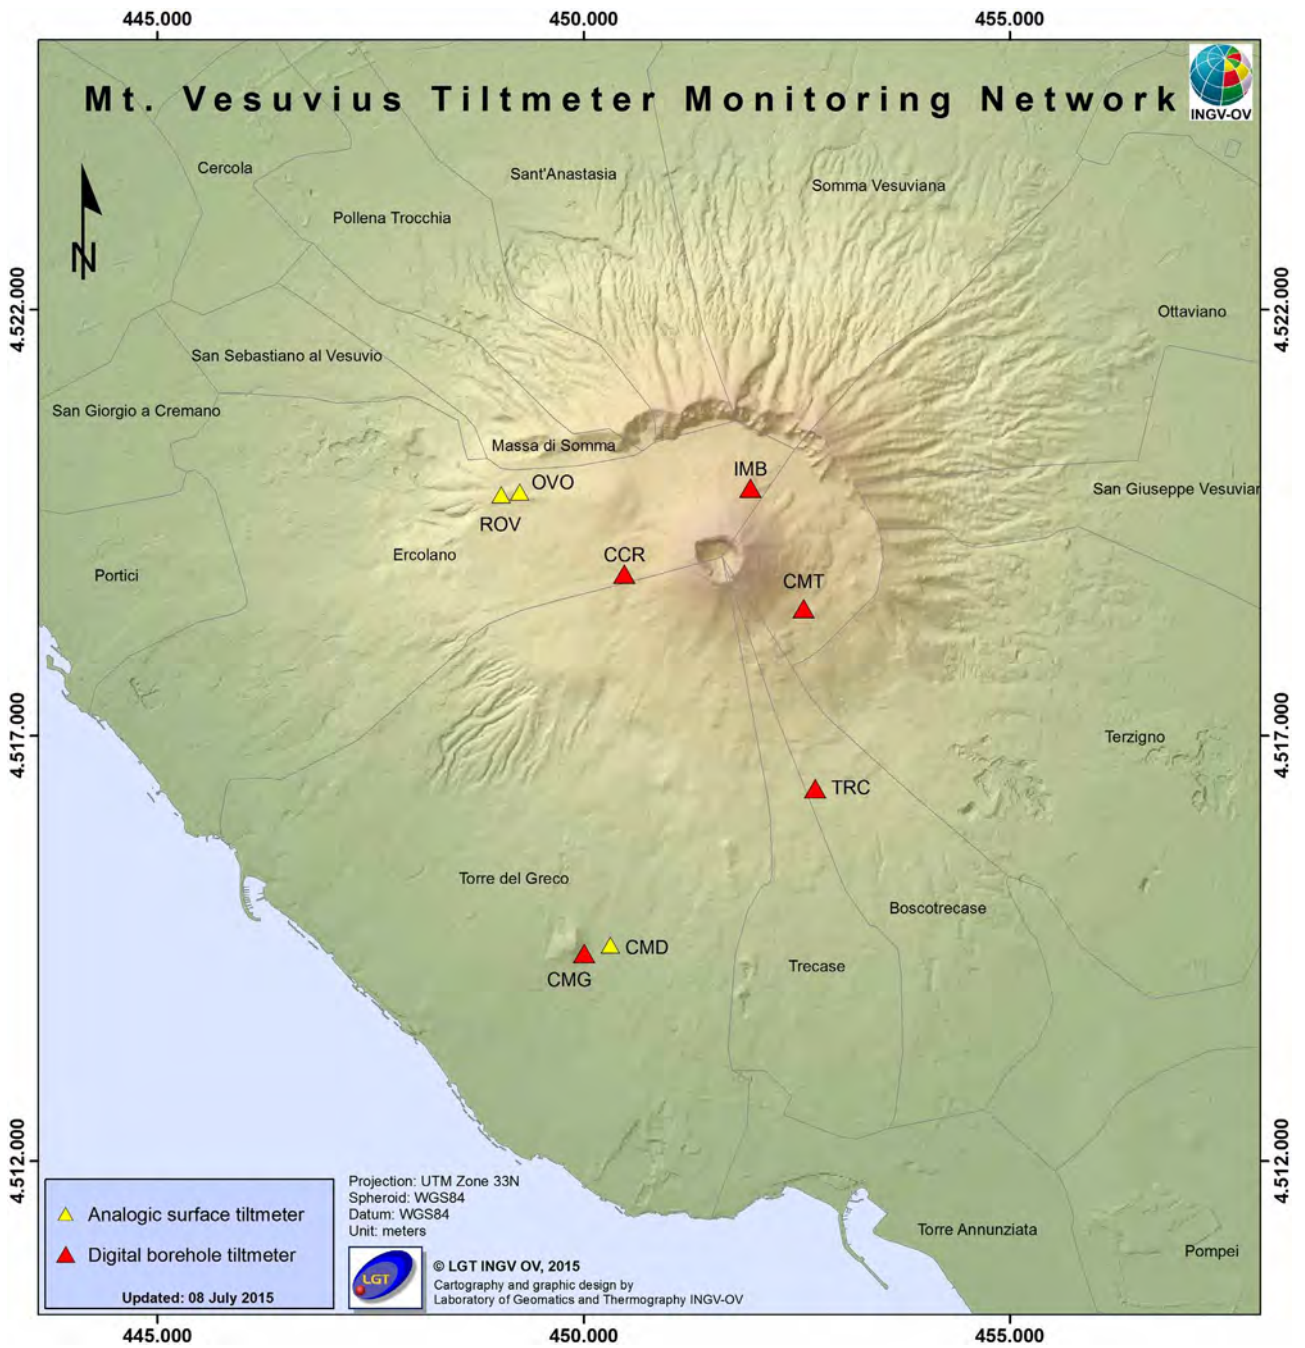 445.000
450.000
455.000
Mt. Vesuvius Tiltmeter Monitoring Network
INGV-OV
Cercola
Sant'Anastasia
Somma Vesuviana
Pollena Trocchia
N
4.522.000
4.522.000
Ottaviano
San Sebastiano al Vesuvio
San Giorgio a Cremano
Massa di Somma
IMB
OVO
San Giuseppe Vesuvian
ROV
Ercolano
CCR
Portici
CMT
4.517.000
4.517.000
Terzigno
TRC
Torre del Greco
Boscotrecase
CMD
Trecase
CMG
4.512.000
4.512.000
Projection: UTM Zone 33N
Spheroid: WGS84
Datum: WGS84
Unit: meters
Analogic surface tiltmeter
Digital borehole tiltmeter
Updated: 08 July 2015
LGT
© LGT INGV OV, 2015
Cartography and graphic design by
Laboratory of Geomatics and Thermography INGV-OV
Torre Annunziata
Pompei
445.000
450.000
455.000